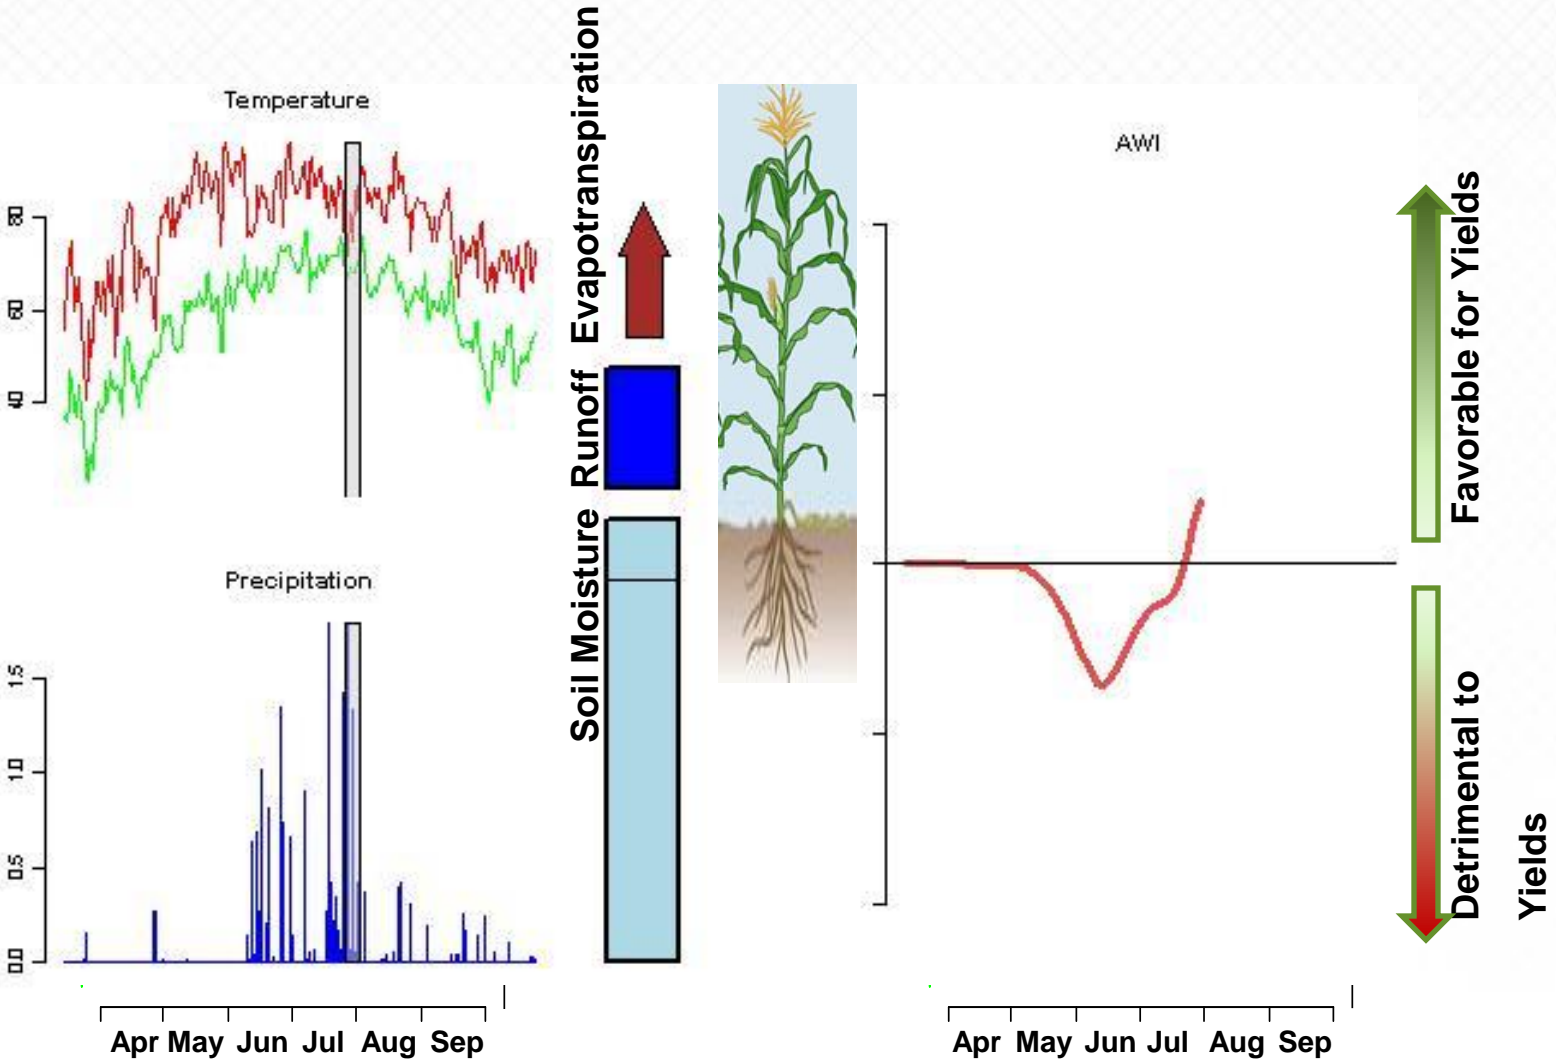 Temperature
80
60
40
Precipitation
1.5
1.0
0.5
0.0
Apr May Jun Jul Aug Sep
Evapotranspiration
Runoff
Soil Moisture
AWI
Favorable for Yields
Detrimental to
Yields
Apr May Jun Jul Aug Sep